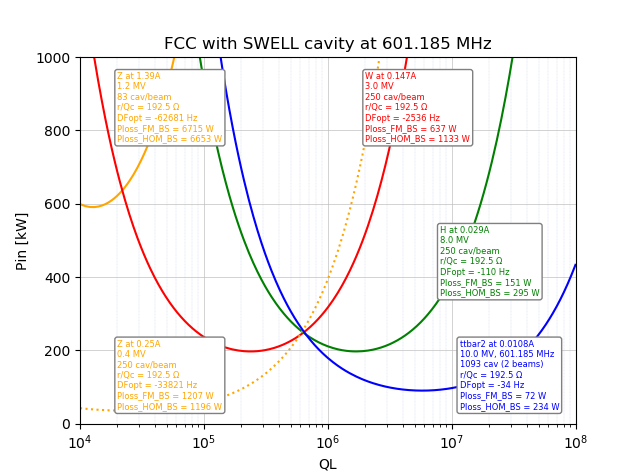 FCC with SWELL cavity at 601.185 MHz
Pin [kW]
1000
800
600
400
200
0
Z at 1.39A
1.2 MV
83 cav/beam
r/Qc = 192.5 Ω
DFopt = -62681 Hz
Ploss_FM_BS = 6715 W
Ploss_HOM_BS = 6653 W
W at 0.147A
3.0 MV
250 cav/beam
r/Qc = 192.5 Ω
DFopt = -2536 Hz
Ploss_FM_BS = 637 W
Ploss_HOM_BS = 1133 W
H at 0.029A
8.0 MV
250 cav/beam
r/Qc = 192.5 Ω
DFopt = -110 Hz
Ploss_FM_BS = 151 W
Ploss_HOM_BS = 295 W
Z at 0.25A
0.4 MV
250 cav/beam
r/Qc = 192.5 Ω
DFopt = -33821 Hz
Ploss_FM_BS = 1207 W
Ploss_HOM_BS = 1196 W
ttbar2 at 0.0108A
10.0 MV, 601.185 MHz
1093 cav (2 beams)
r/Qc = 192.5 Ω
DFopt = -34 Hz
Ploss_FM_BS = 72 W
Ploss_HOM_BS = 234 W
10⁴ 10⁵ 10⁶ 10⁷ 10⁸
QL